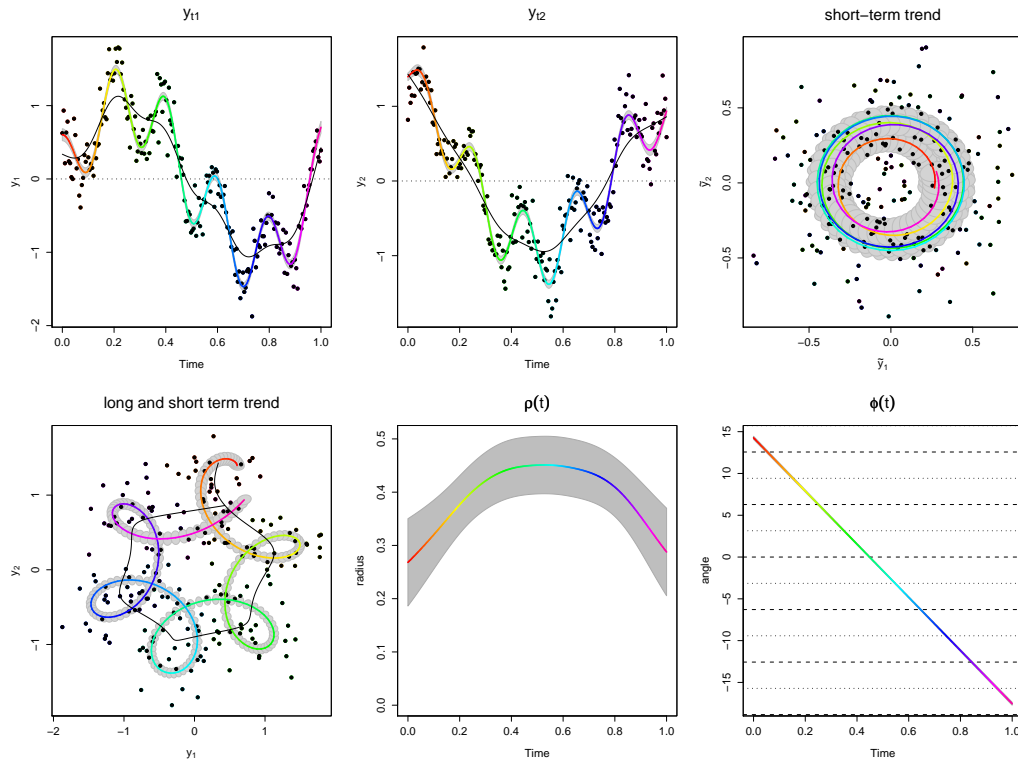 y_t1
1
0
−1
−2
y_1
0.0 0.2 0.4 0.6 0.8 1.0
Time
y_t2
1
0
−1
y_2
0.0 0.2 0.4 0.6 0.8 1.0
Time
short−term trend
0.5
0.0
−0.5
ỹ_2
−0.5 0.0 0.5
ỹ_1
long and short term trend
1
0
−1
y_2
−2 −1 0 1
y_1
ρ(t)
0.5
0.4
0.3
0.2
0.1
0.0
radius
0.0 0.2 0.4 0.6 0.8 1.0
Time
ϕ(t)
15
10
5
0
−5
−10
−15
angle
0.0 0.2 0.4 0.6 0.8 1.0
Time